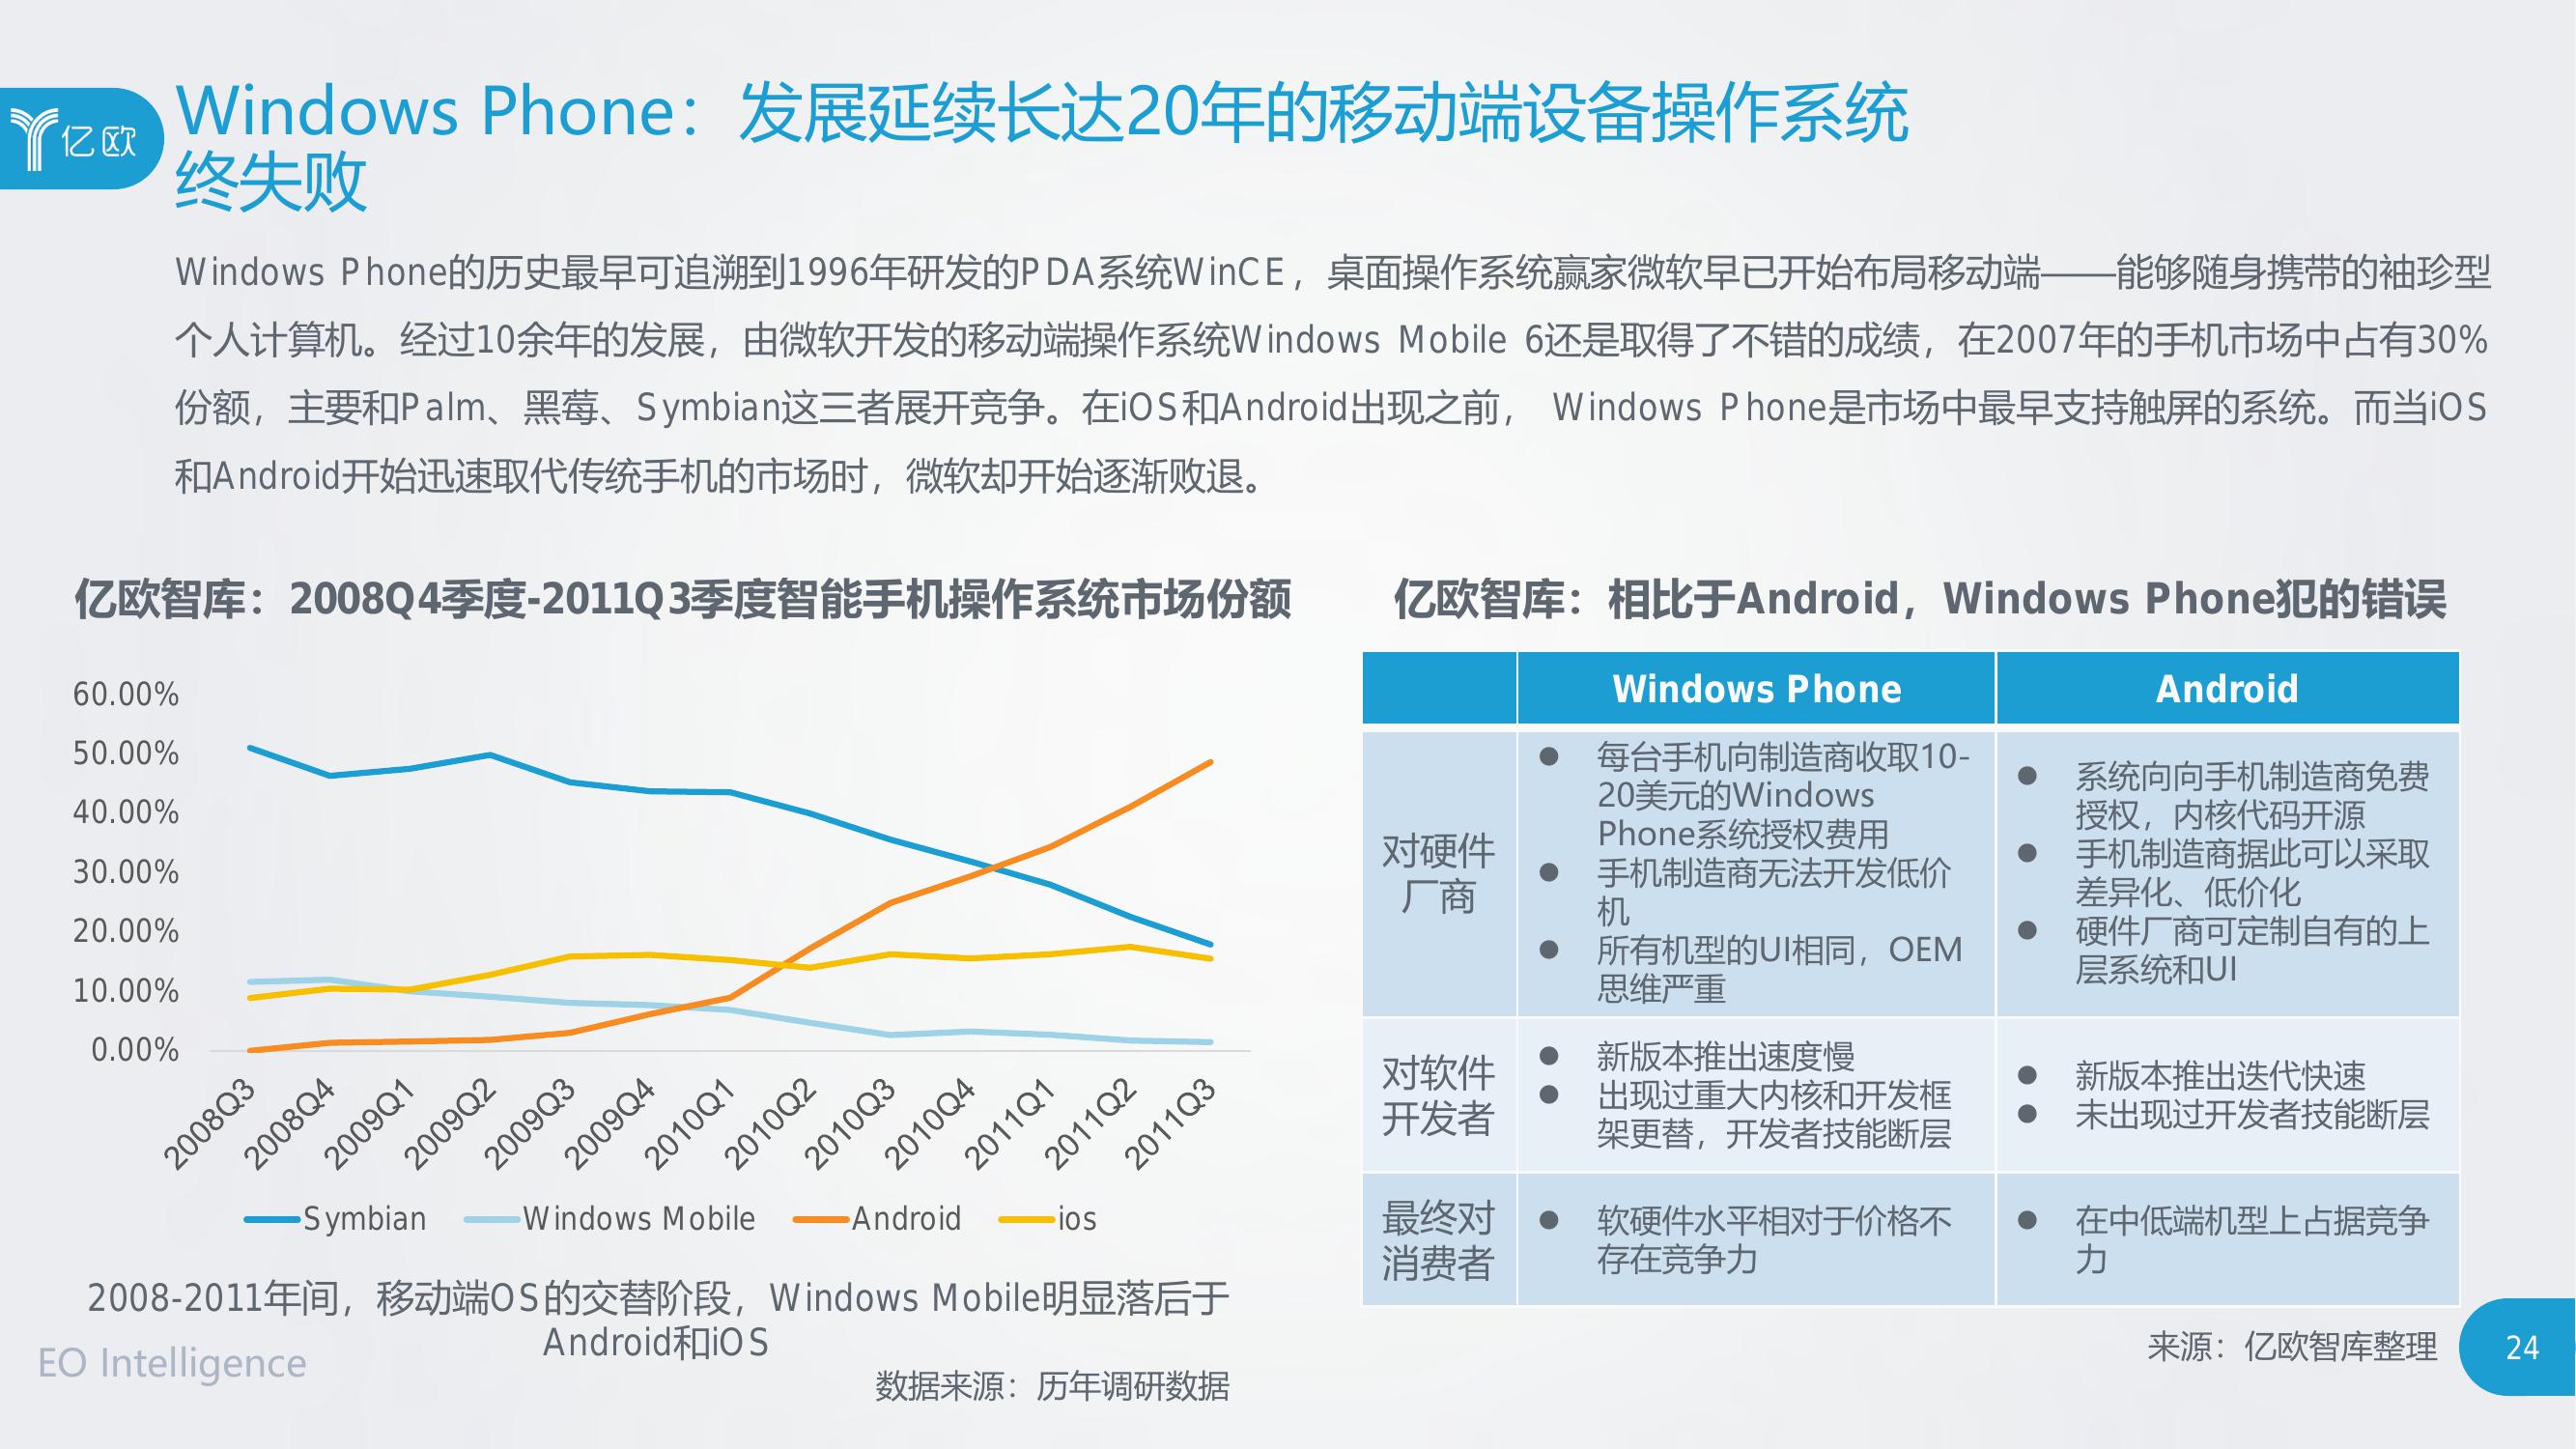 亿欧
Windows Phone：发展延续长达20年的移动端设备操作系统
终失败
Windows Phone的历史最早可追溯到1996年研发的PDA系统WinCE，桌面操作系统赢家微软早已开始布局移动端——能够随身携带的袖珍型
个人计算机。经过10余年的发展，由微软开发的移动端操作系统Windows Mobile 6还是取得了不错的成绩，在2007年的手机市场中占有30%
份额，主要和Palm、黑莓、Symbian这三者展开竞争。在iOS和Android出现之前， Windows Phone是市场中最早支持触屏的系统。而当iOS
和Android开始迅速取代传统手机的市场时，微软却开始逐渐败退。
亿欧智库：2008Q4季度-2011Q3季度智能手机操作系统市场份额
60.00%
50.00%
40.00%
30.00%
20.00%
10.00%
0.00%
2008Q3
2008Q4
2009Q1
2009Q2
2009Q3
2009Q4
2010Q1
2010Q2
2010Q3
2010Q4
2011Q1
2011Q2
2011Q3
Symbian
Windows Mobile
Android
ios
2008-2011年间，移动端OS的交替阶段，Windows Mobile明显落后于
Android和iOS
数据来源：历年调研数据
亿欧智库：相比于Android，Windows Phone犯的错误
Windows Phone
Android
对硬件
厂商
● 每台手机向制造商收取10-
20美元的Windows
Phone系统授权费用
● 手机制造商无法开发低价
机
● 所有机型的UI相同，OEM
思维严重
● 系统向向手机制造商免费
授权，内核代码开源
● 手机制造商据此可以采取
差异化、低价化
● 硬件厂商可定制自有的上
层系统和UI
对软件
开发者
● 新版本推出速度慢
● 出现过重大内核和开发框
架更替，开发者技能断层
● 新版本推出迭代快速
● 未出现过开发者技能断层
最终对
消费者
● 软硬件水平相对于价格不
存在竞争力
● 在中低端机型上占据竞争
力
来源：亿欧智库整理
EO Intelligence
24